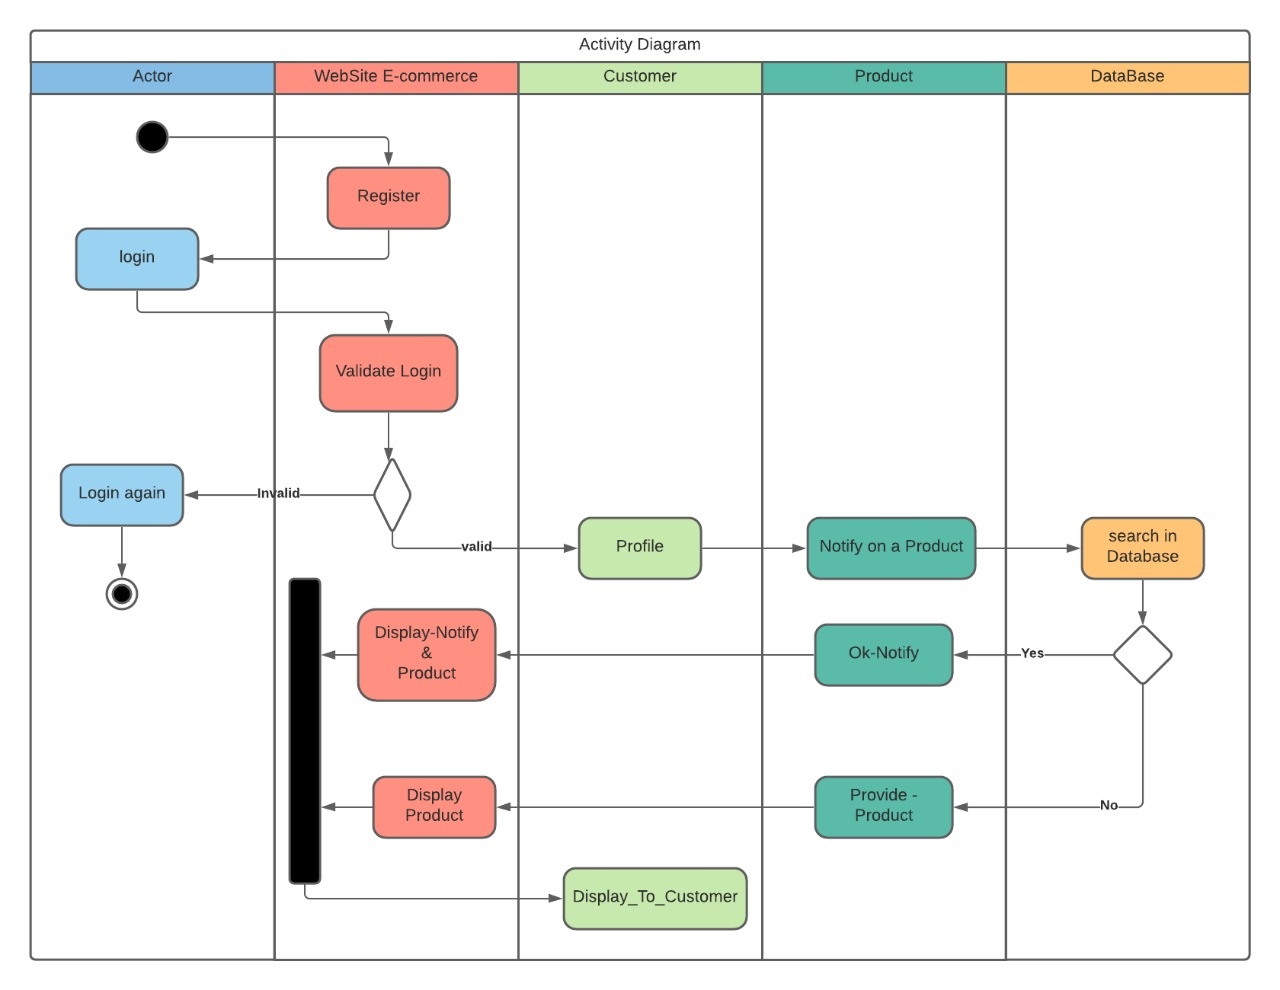 Activity Diagram
Actor
WebSite E-commerce
Customer
Product
DataBase
Register
login
Validate Login
Login again
Invalid
valid
Profile
Notify on a Product
search in
Database
Display-Notify
&
Product
Ok-Notify
Yes
Display
Product
Provide -
Product
No
Display_To_Customer